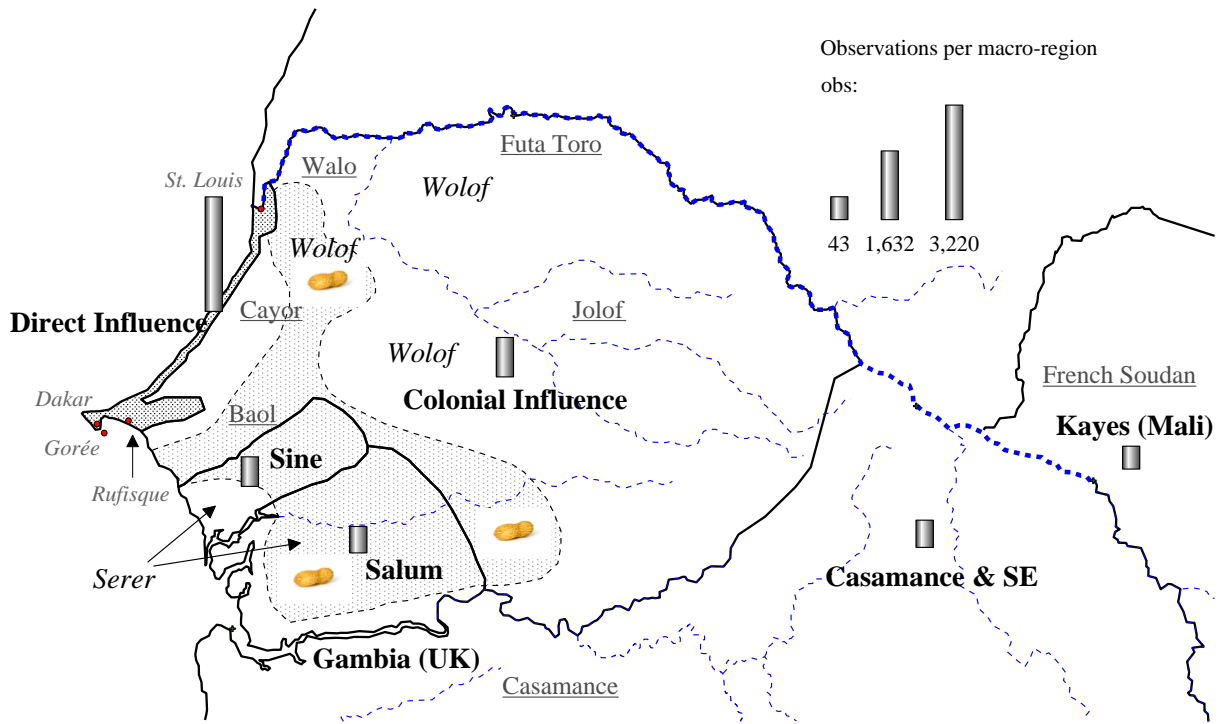 Observations per macro-region
obs:
43 1,632 3,220
Futa Toro
Walo
Wolof
St. Louis
Wolof
Cayor
Jolof
Direct Influence
Wolof
Colonial Influence
French Soudan
Dakar
Baol
Kayes (Mali)
Gorée
Sine
Rufisque
Serer
Salum
Casamance & SE
Gambia (UK)
Casamance